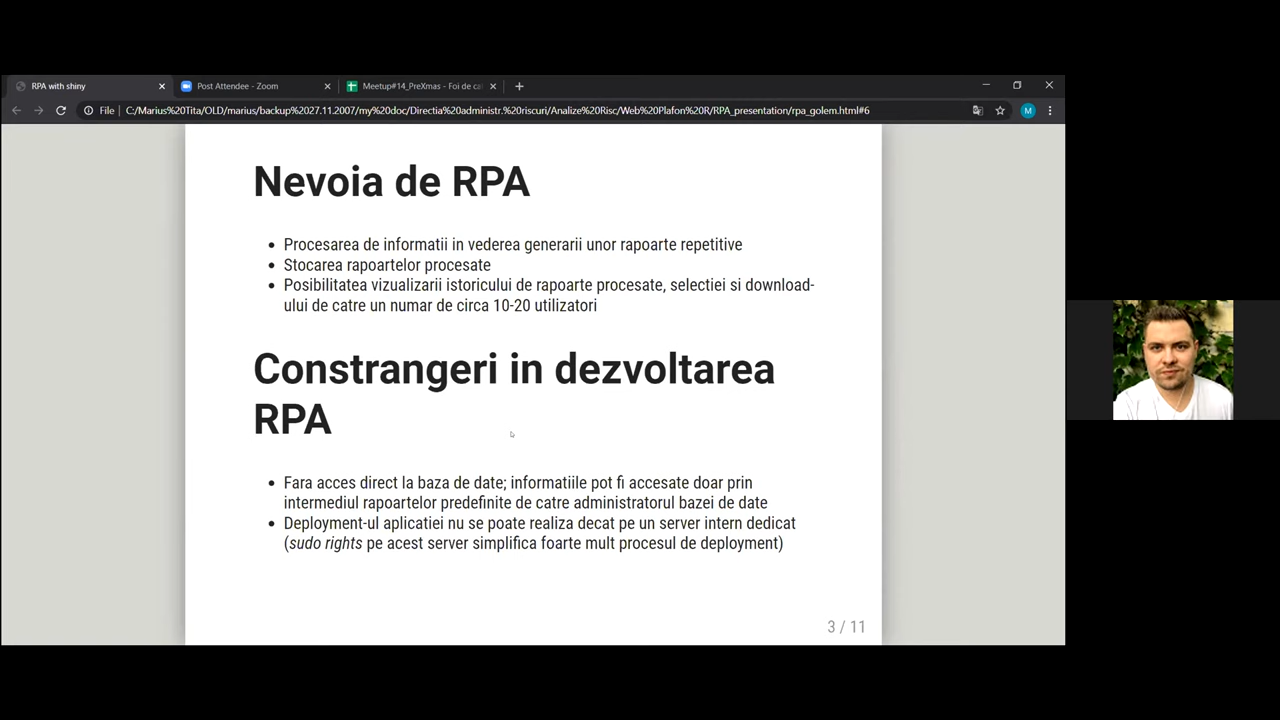 RPA with shiny
Post Attendee - Zoom
Meetup#14_PreXmas - Foi de ca
File
C:/Marius%20Tita/OLD/marius/backup%2027.11.2007/my%20doc/Directia%20administr.%20riscuri/Analize%20Risc/Web%20Plafon%20R/RPA_presentation/rpa_golem.html#6
M
Nevoia de RPA
• Procesarea de informatii in vederea generarii unor rapoarte repetitive
• Stocarea rapoartelor procesate
• Posibilitatea vizualizarii istoricului de rapoarte procesate, selectiei si download-
ului de catre un numar de circa 10-20 utilizatori
Constrangeri in dezvoltarea
RPA
• Fara acces direct la baza de date; informatiile pot fi accesate doar prin
intermediul rapoartelor predefinite de catre administratorul bazei de date
• Deployment-ul aplicatiei nu se poate realiza decat pe un server intern dedicat
(sudo rights pe acest server simplifica foarte mult procesul de deployment)
3 / 11